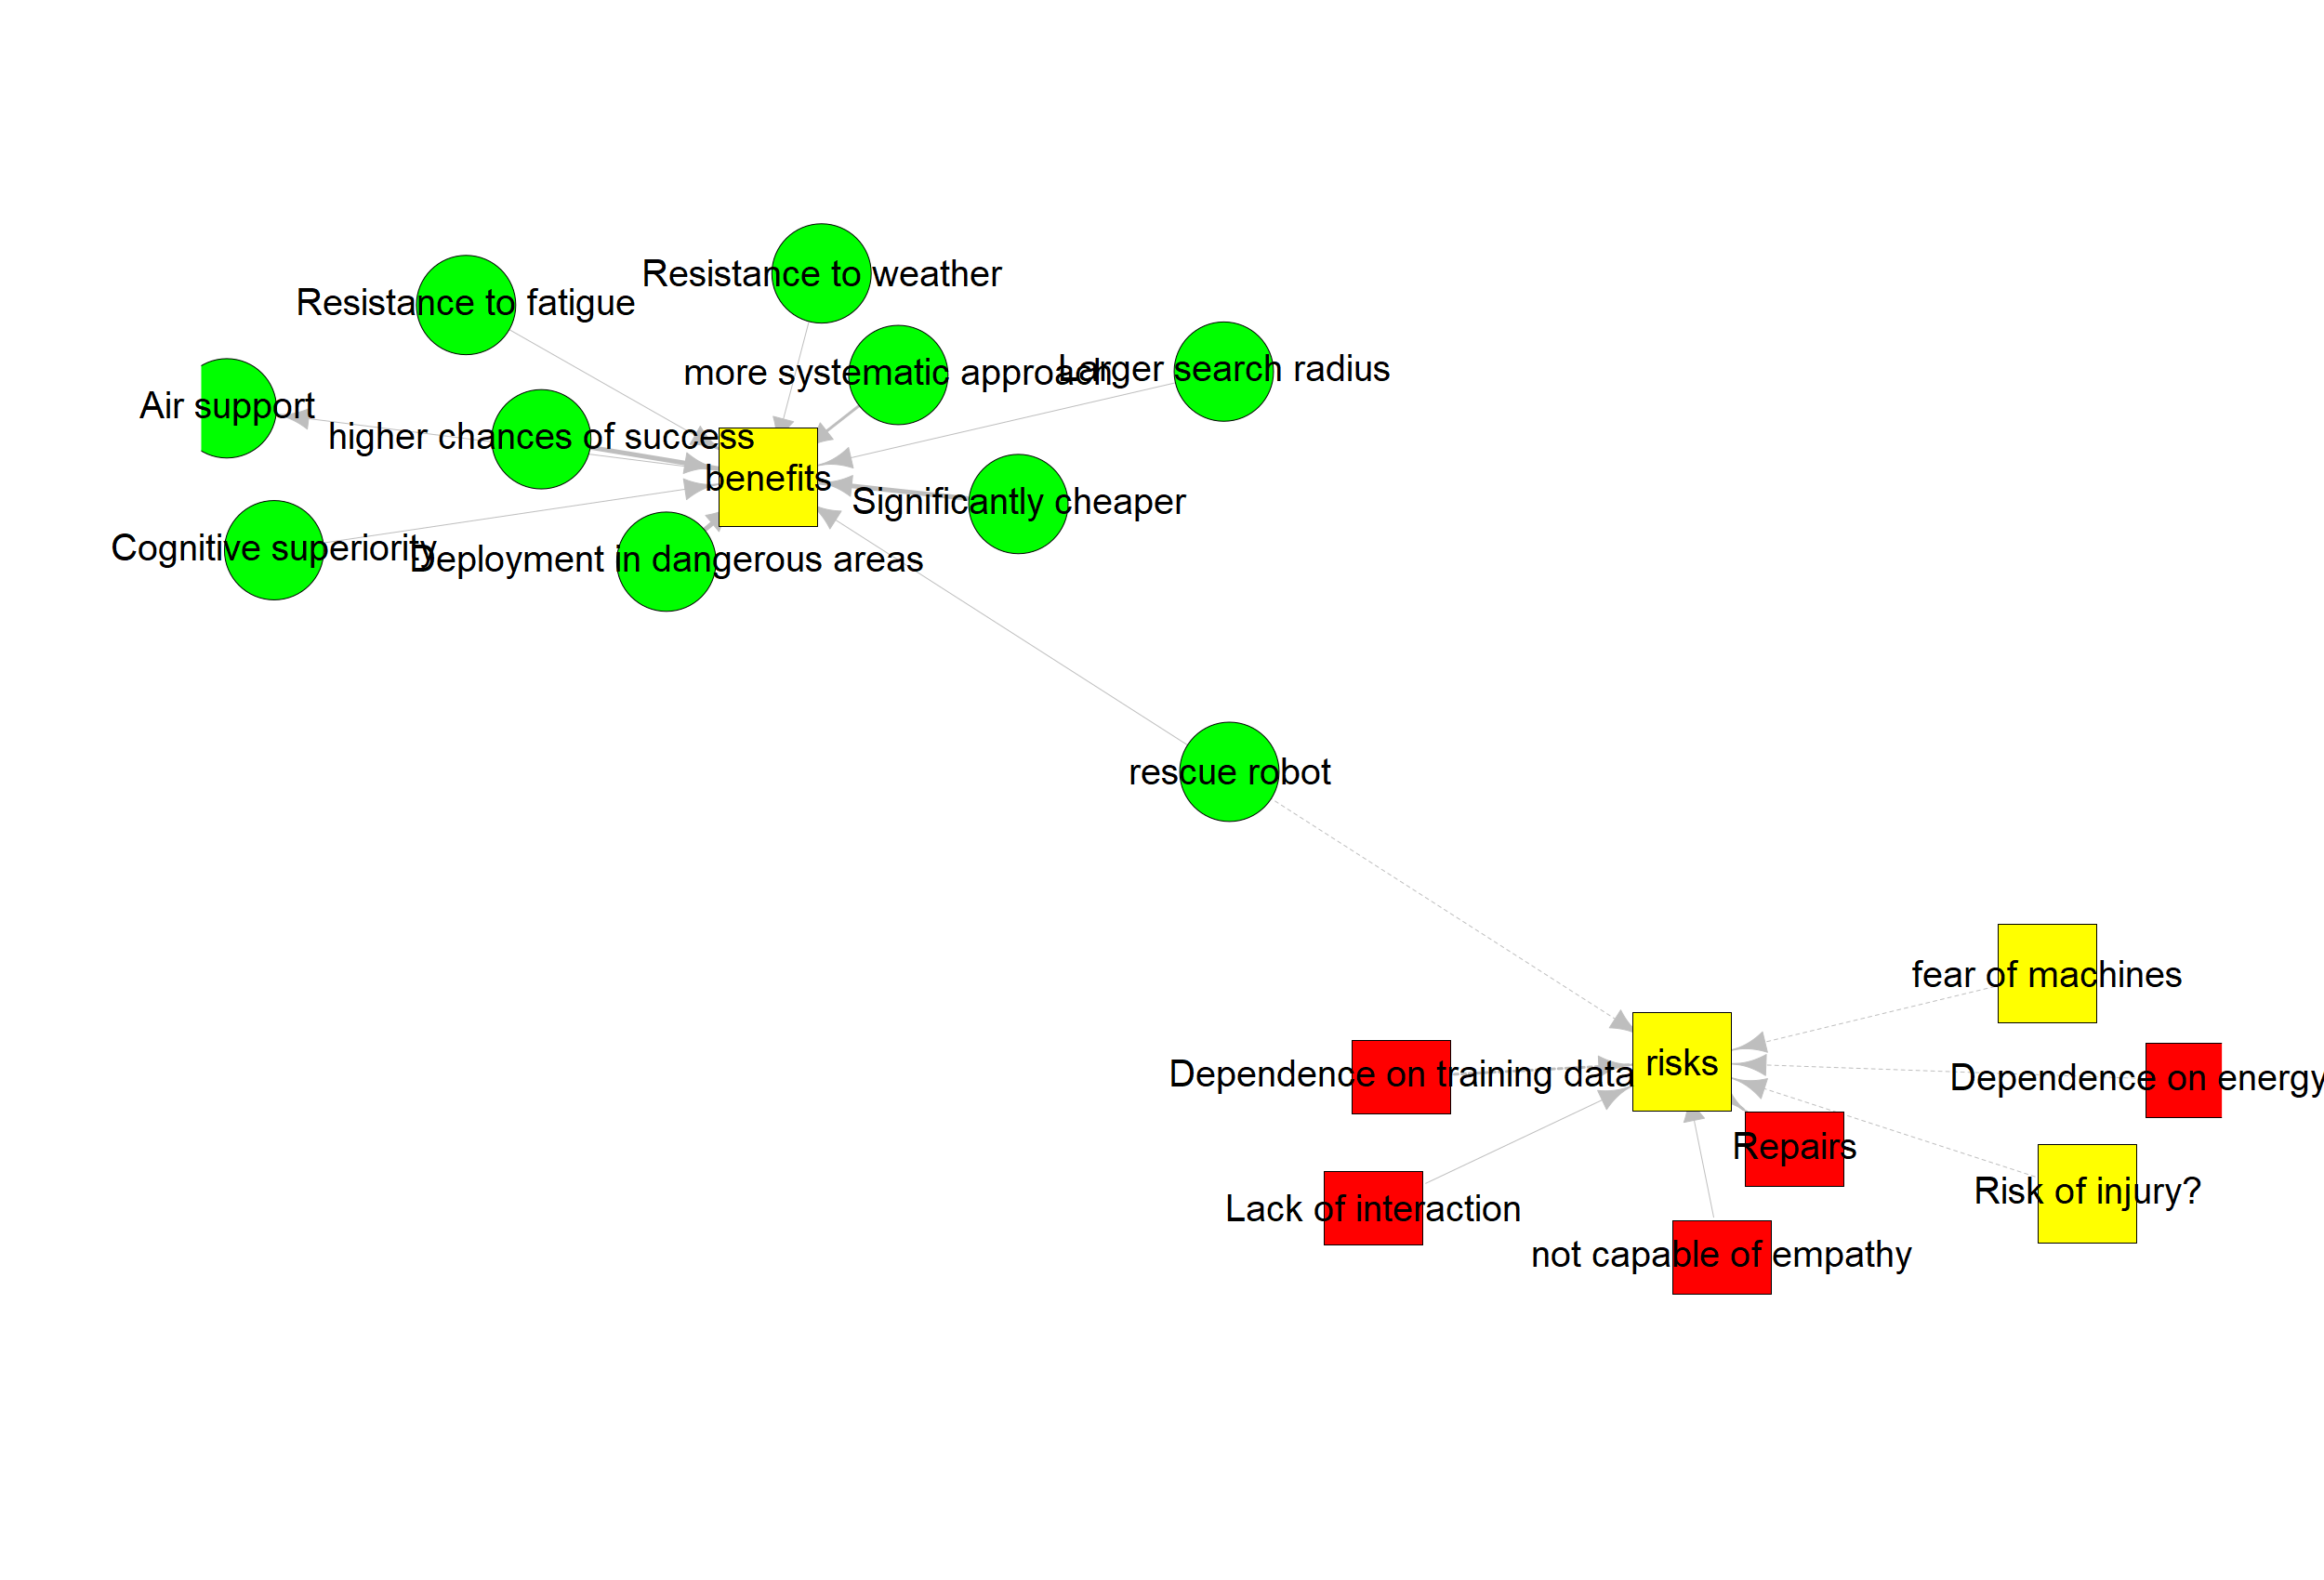 Resistance to weather
Resistance to fatigue
more systematic approach
Larger search radius
Air support
higher chances of success
benefits
Significantly cheaper
Cognitive superiority
Deployment in dangerous areas
rescue robot
fear of machines
Dependence on training data
risks
Dependence on energy
Repairs
Risk of injury?
Lack of interaction
not capable of empathy